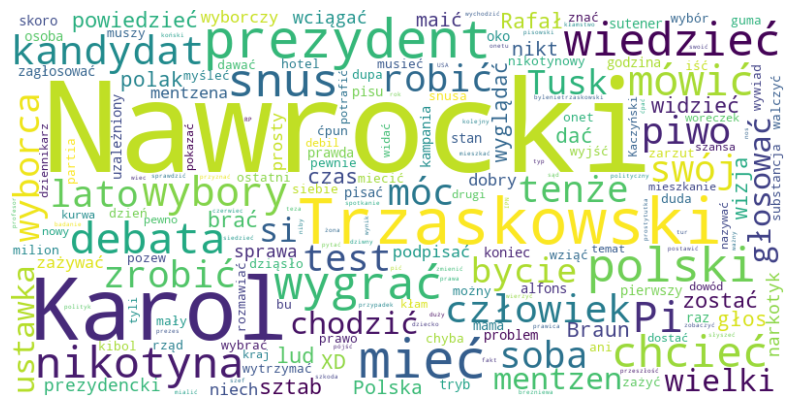 skoro powiedzieć wyborczy wciągać maić Rafał znać wybór guma
osoba muszy prezydent oko nikt sutener wiedzieć
kandydat dawać hotel musieć nikotynowy godzina iść
zagłosować polak myśleć snus dupa robić Tusk mówić
mentzena pisu wyglądać onet widzieć wywiad walczyć
Nawrocki snusa dać Kaczyński piwo woreczek
dziennikarz partia uzależniony pokazać ćpun kampania stan wyjść szansa
wyborca prosty debil prawda widać zarzut substancja
lato wybory czas pewnie dobry tenże swój głosować
ostatni siebie miecić móc drugi wizja mieszkanie
kurwa dzień brać pisać Trzaskowski duda nazywać
nowy pewno si
milion debata sprawa test podpisać koniec wziąć temat
ustawka zażywać pozew dziąsło bycie polski
zrobić rozmawiać wygrać możny alfons pierwszy dowód
Karol mały bu kłam człowiek Pi zostać narkotyk
tyli kibol rząd wybrać chodzić mama Braun raz głos
nikotyna kraj prawo chyba problem ani dostać
wytrzymać lud XD mieć soba chcieć
prezydencki niech sztab Polska tryb mentzen zażyć wielki